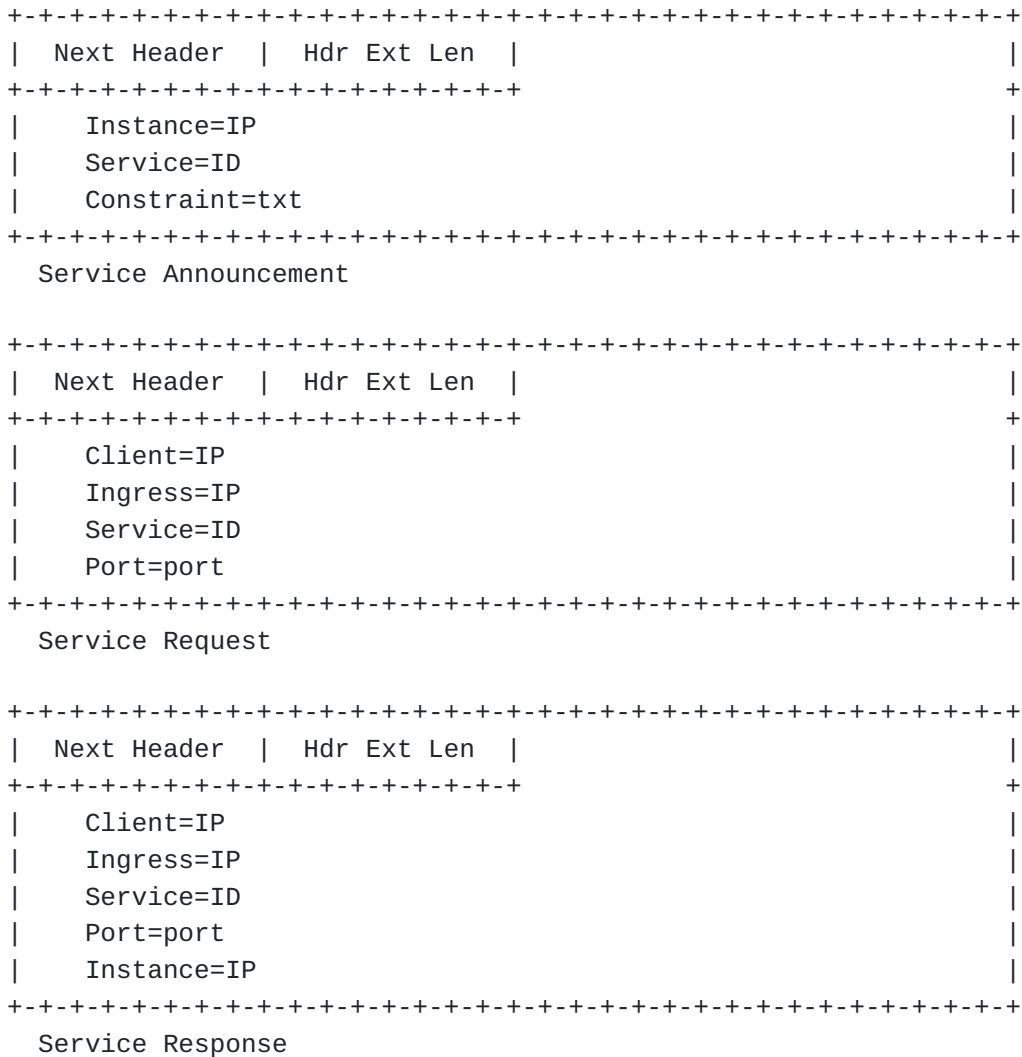 +-+-+-+-+-+-+-+-+-+-+-+-+-+-+-+-+-+-+-+-+-+-+-+-+-+-+-+-+-+-+-+-+
|  Next Header  |  Hdr Ext Len  |                               |
+-+-+-+-+-+-+-+-+-+-+-+-+-+-+-+-+                               +
|    Instance=IP                                                |
|    Service=ID                                                 |
|    Constraint=txt                                             |
+-+-+-+-+-+-+-+-+-+-+-+-+-+-+-+-+-+-+-+-+-+-+-+-+-+-+-+-+-+-+-+-+
  Service Announcement

+-+-+-+-+-+-+-+-+-+-+-+-+-+-+-+-+-+-+-+-+-+-+-+-+-+-+-+-+-+-+-+-+
|  Next Header  |  Hdr Ext Len  |                               |
+-+-+-+-+-+-+-+-+-+-+-+-+-+-+-+-+                               +
|    Client=IP                                                  |
|    Ingress=IP                                                 |
|    Service=ID                                                 |
|    Port=port                                                  |
+-+-+-+-+-+-+-+-+-+-+-+-+-+-+-+-+-+-+-+-+-+-+-+-+-+-+-+-+-+-+-+-+
  Service Request

+-+-+-+-+-+-+-+-+-+-+-+-+-+-+-+-+-+-+-+-+-+-+-+-+-+-+-+-+-+-+-+-+
|  Next Header  |  Hdr Ext Len  |                               |
+-+-+-+-+-+-+-+-+-+-+-+-+-+-+-+-+                               +
|    Client=IP                                                  |
|    Ingress=IP                                                 |
|    Service=ID                                                 |
|    Port=port                                                  |
|    Instance=IP                                                |
+-+-+-+-+-+-+-+-+-+-+-+-+-+-+-+-+-+-+-+-+-+-+-+-+-+-+-+-+-+-+-+-+
  Service Response